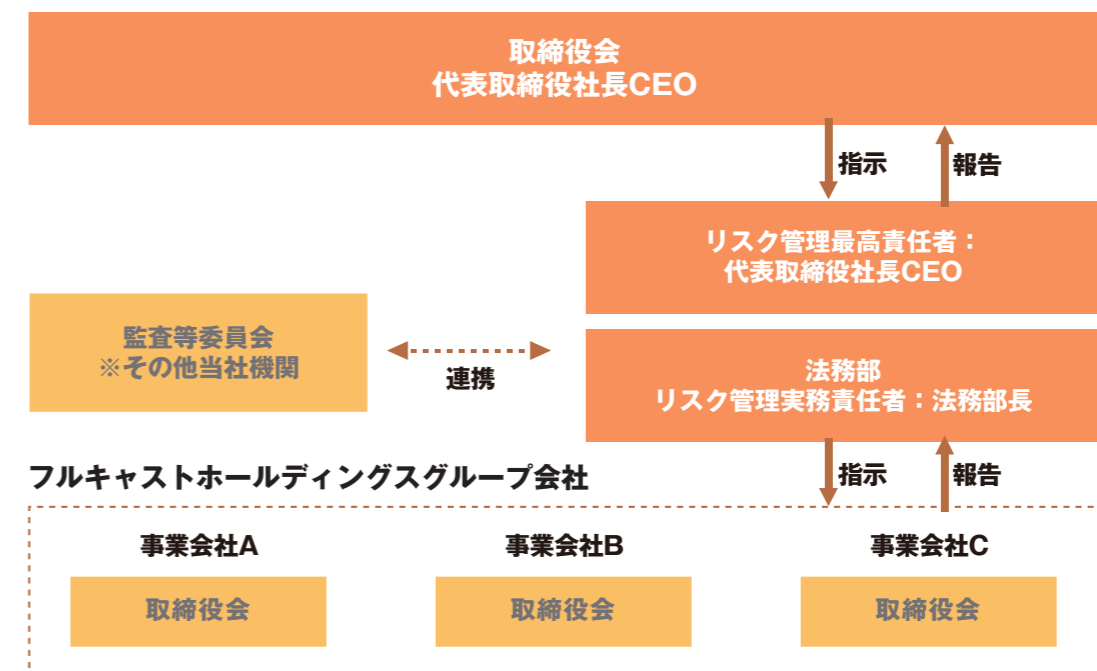 取締役会
代表取締役社長CEO
指示
報告
リスク管理最高責任者：
代表取締役社長CEO
監査等委員会
※その他当社機関
連携
法務部
リスク管理実務責任者：法務部長
フルキャストホールディングスグループ会社
指示
報告
事業会社A
事業会社B
事業会社C
取締役会
取締役会
取締役会